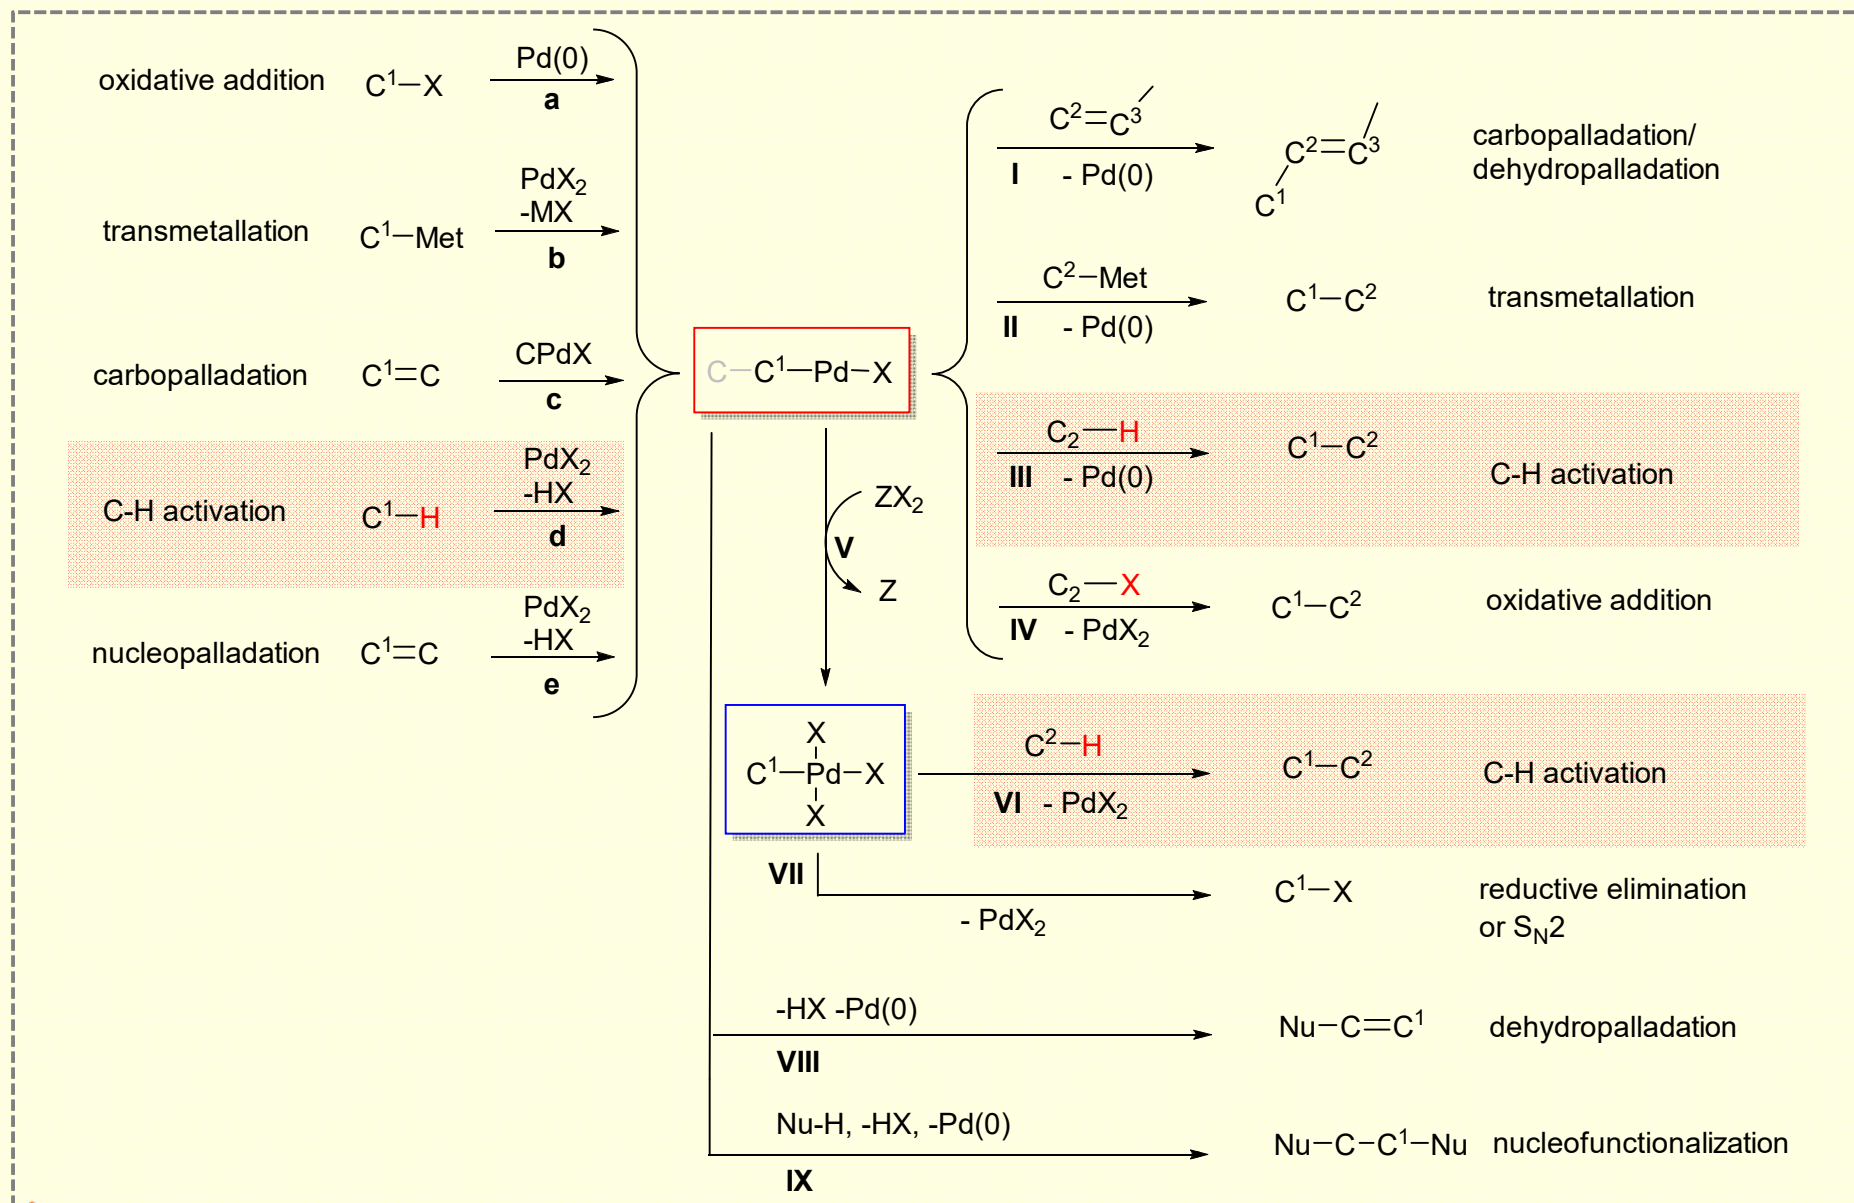 oxidative addition C¹–X Pd(0)
a
transmetallation C¹–Met PdX₂
-MX
b
carbopalladation C¹=C CPdX
c
C-H activation C¹–H PdX₂
-HX
d
nucleopalladation C¹=C PdX₂
-HX
e
C–C¹–Pd–X
C²=C³
I - Pd(0)
C¹ C²=C³
carbopalladation/
dehydropalladation
C²–Met
II - Pd(0)
C¹–C² transmetallation
C₂–H
III - Pd(0)
C¹–C² C-H activation
C₂–X
IV - PdX₂
C¹–C² oxidative addition
ZX₂
V
Z
X
C¹–Pd–X
X
C²–H
VI - PdX₂
C¹–C² C-H activation
VII
- PdX₂
C¹–X reductive elimination
or S_N2
-HX -Pd(0)
VIII
Nu–C=C¹ dehydropalladation
Nu-H, -HX, -Pd(0)
IX
Nu–C–C¹–Nu nucleofunctionalization